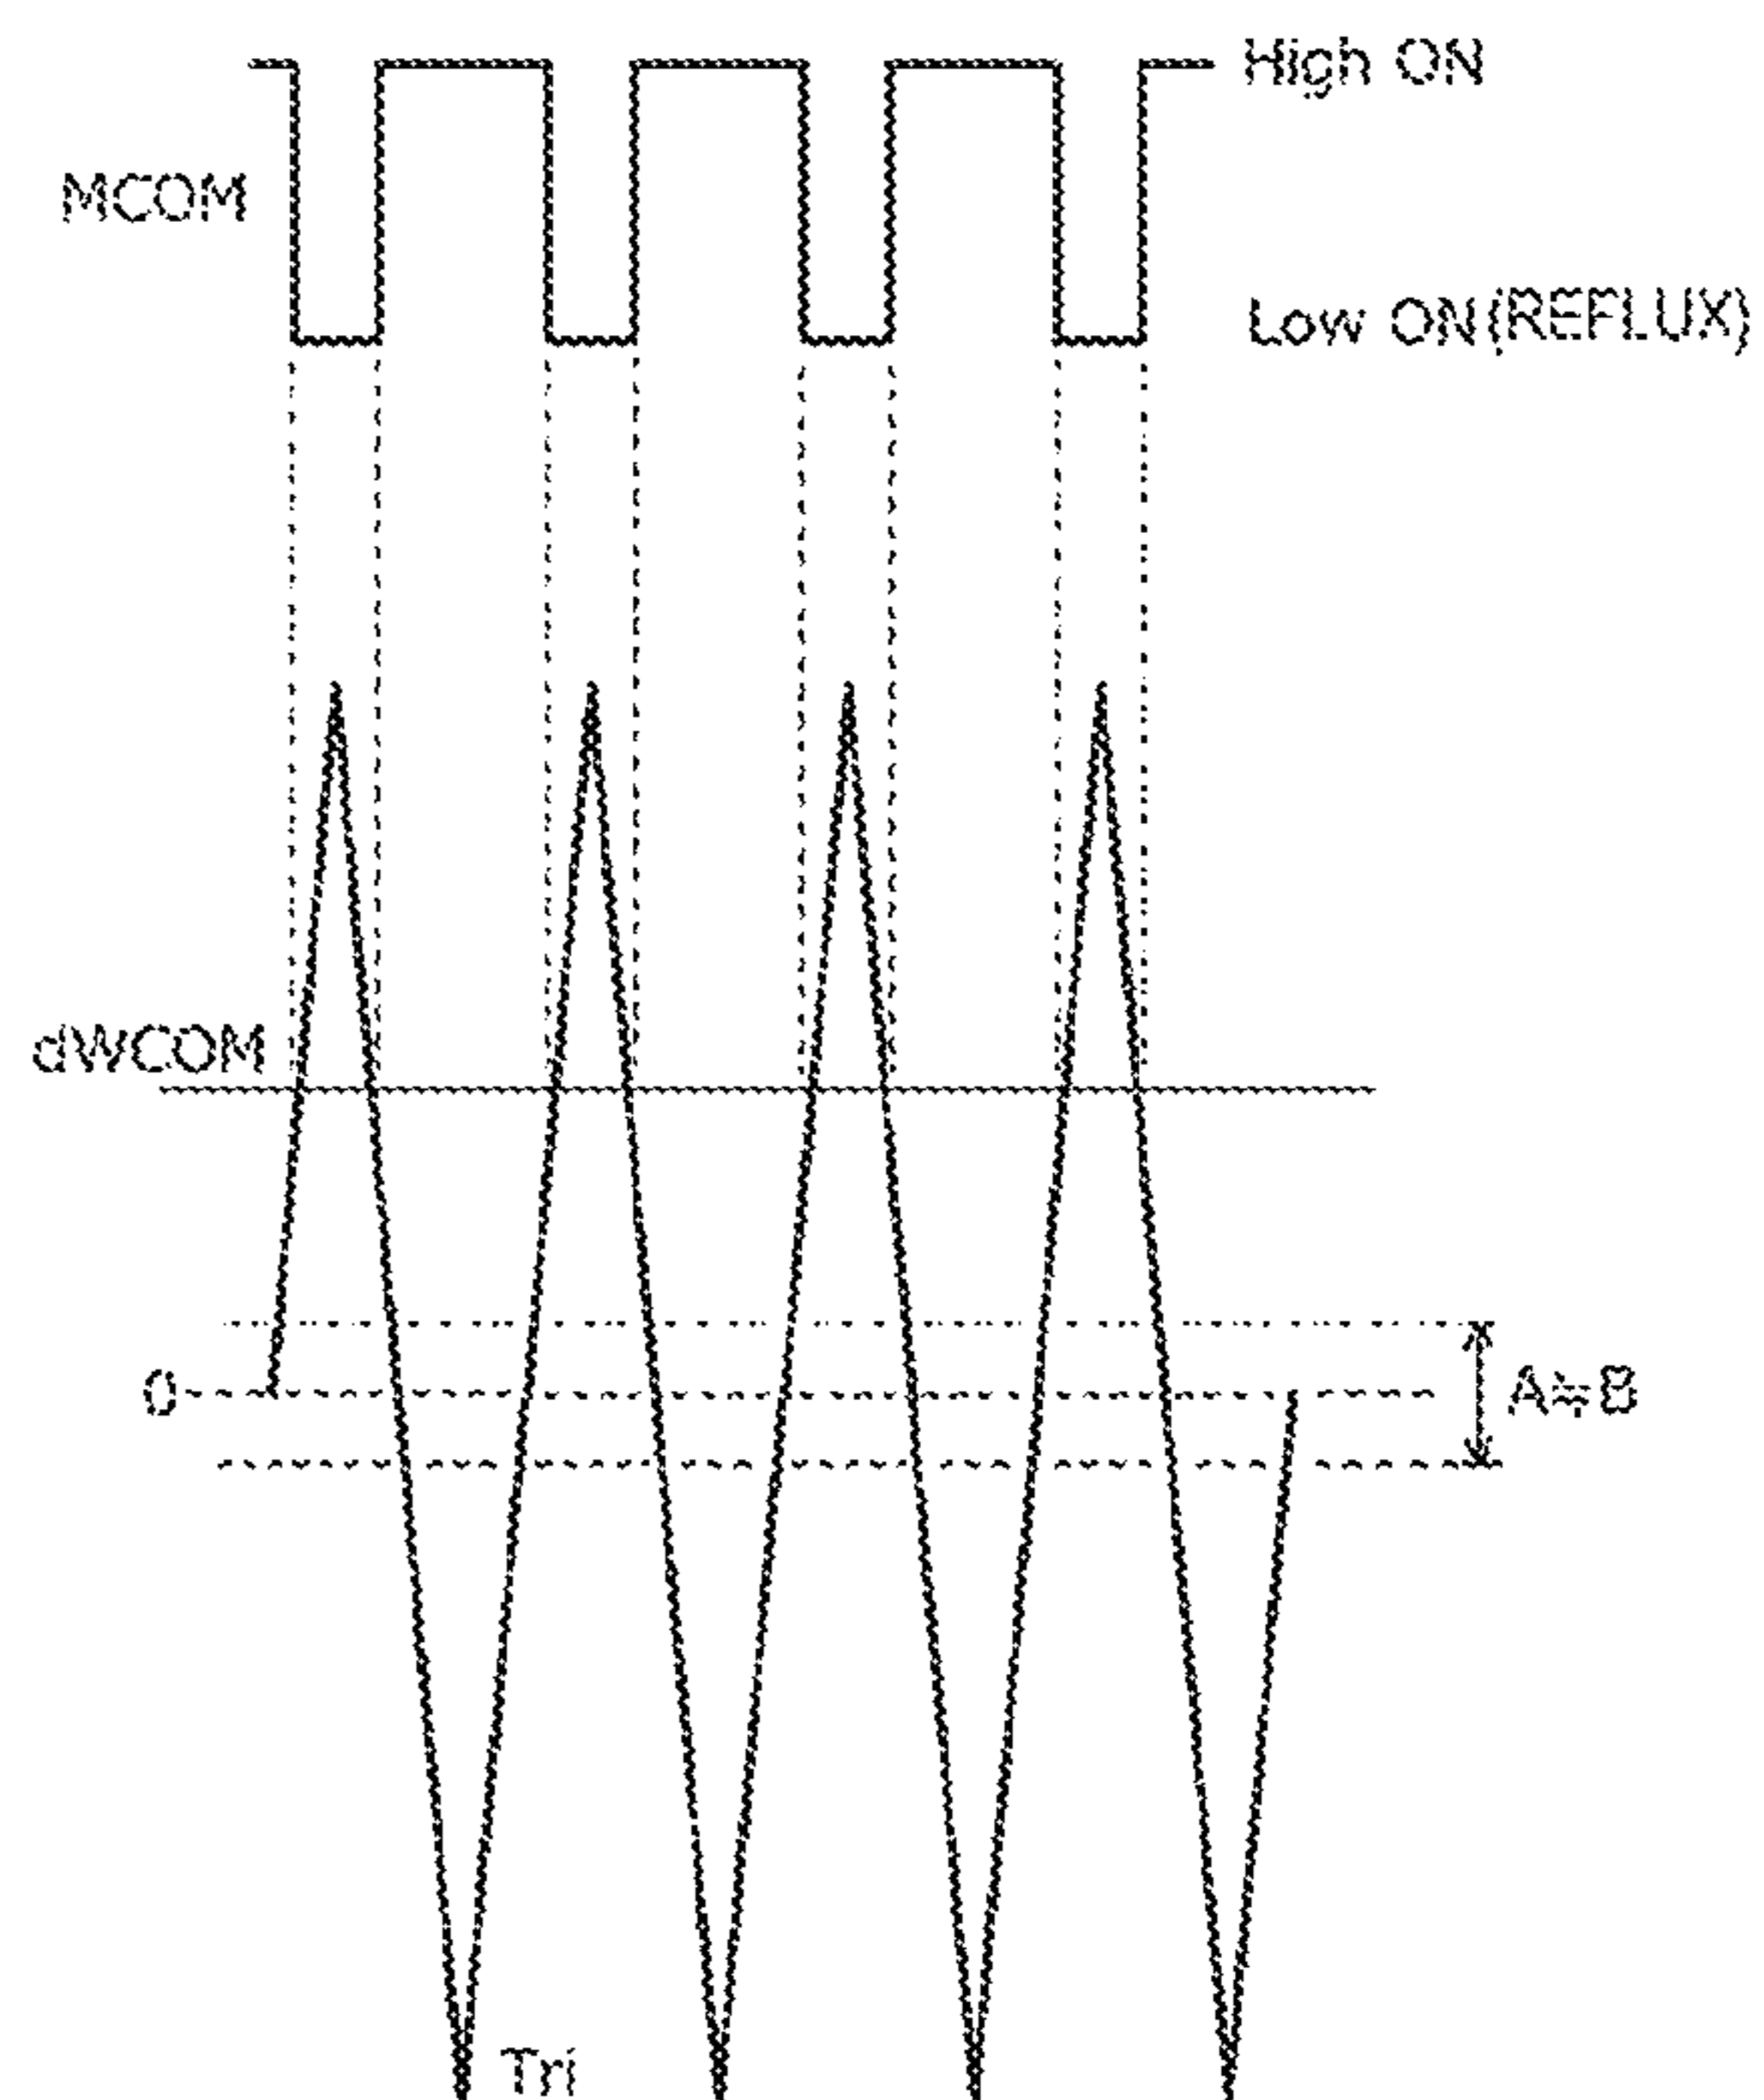 High ON
MCOM
Low ON (REFLUX)
dWCOM
0
A≒B
Tri